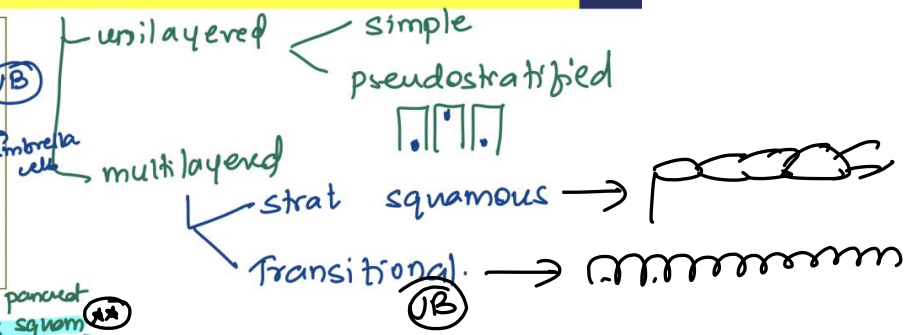 unilayered
simple
pseudostratified
UB
umbrella
cells
multilayered
strat squamous
Transitional.
UB
pancreat
squam
**